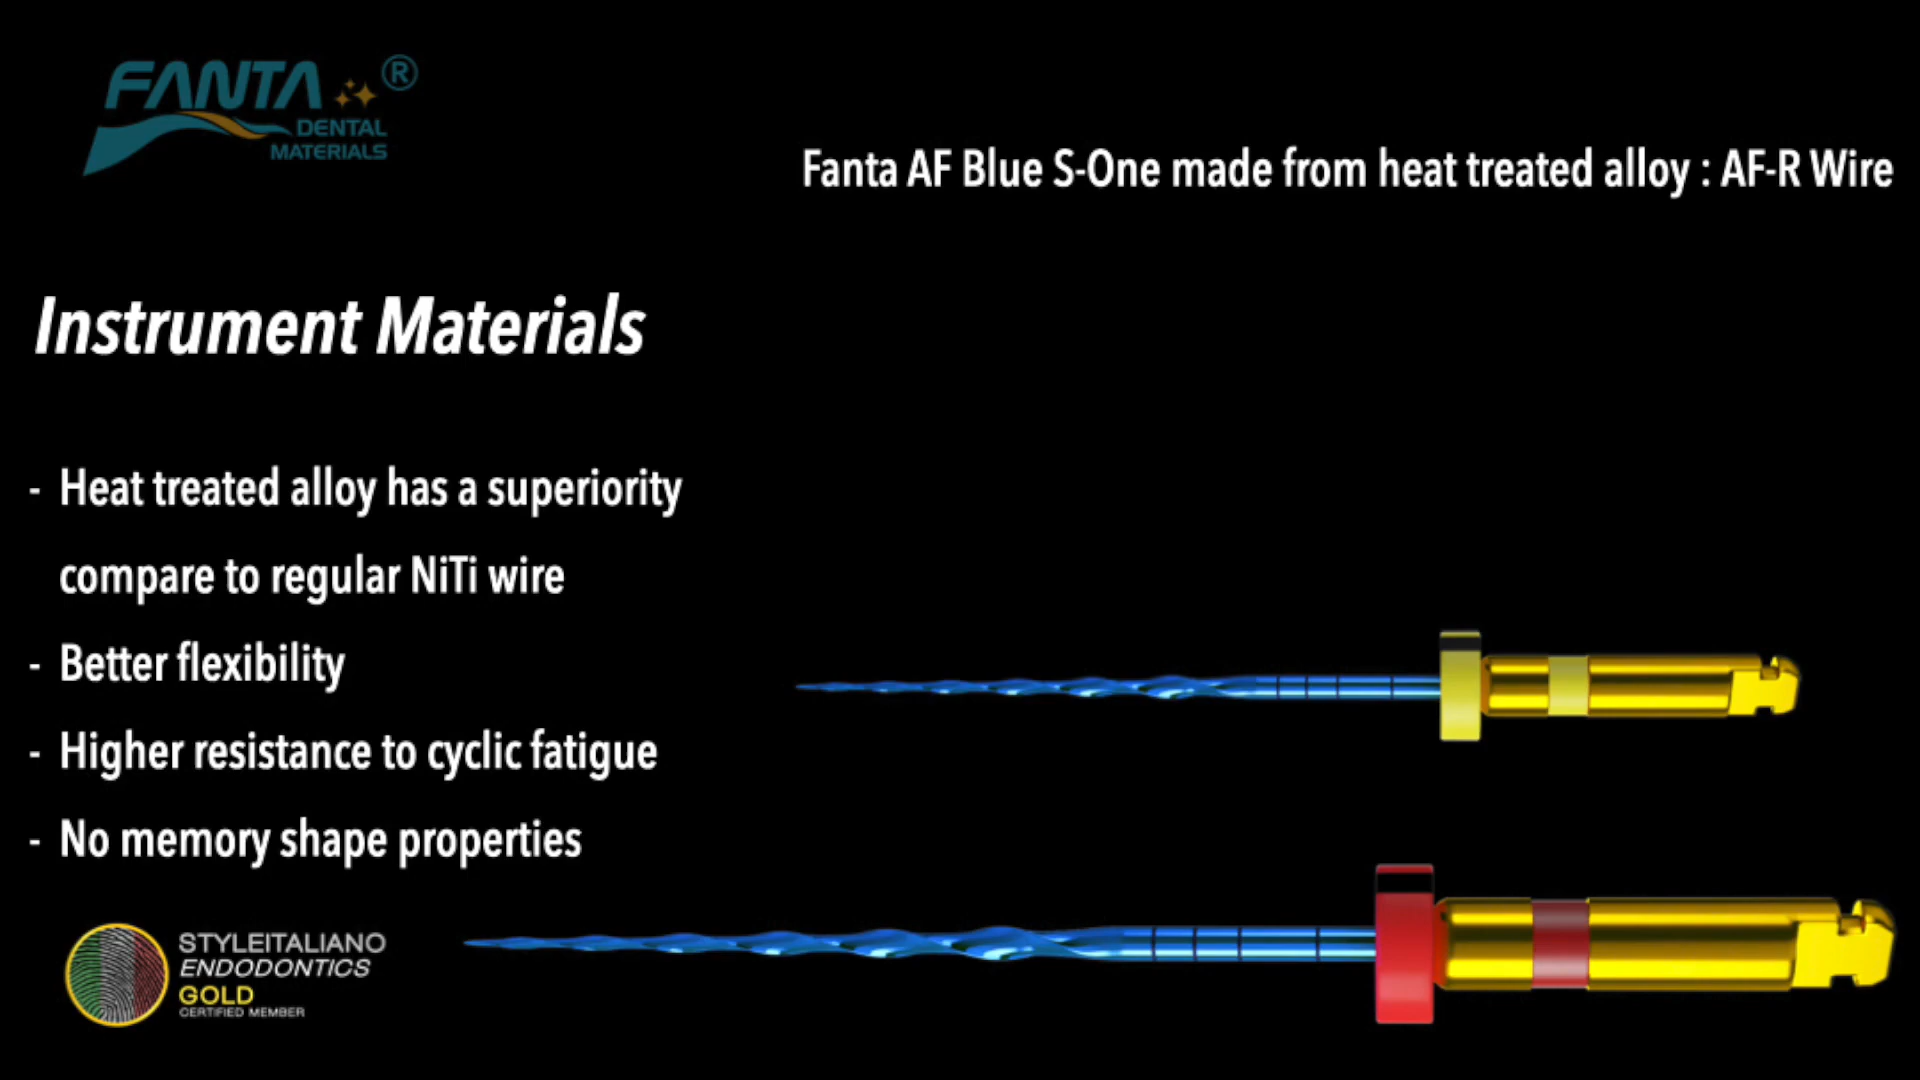 FANTA ®
DENTAL
MATERIALS
Fanta AF Blue S-One made from heat treated alloy : AF-R Wire
Instrument Materials
- Heat treated alloy has a superiority
compare to regular NiTi wire
- Better flexibility
- Higher resistance to cyclic fatigue
- No memory shape properties
STYLEITALIANO
ENDODONTICS
GOLD
CERTIFIED MEMBER